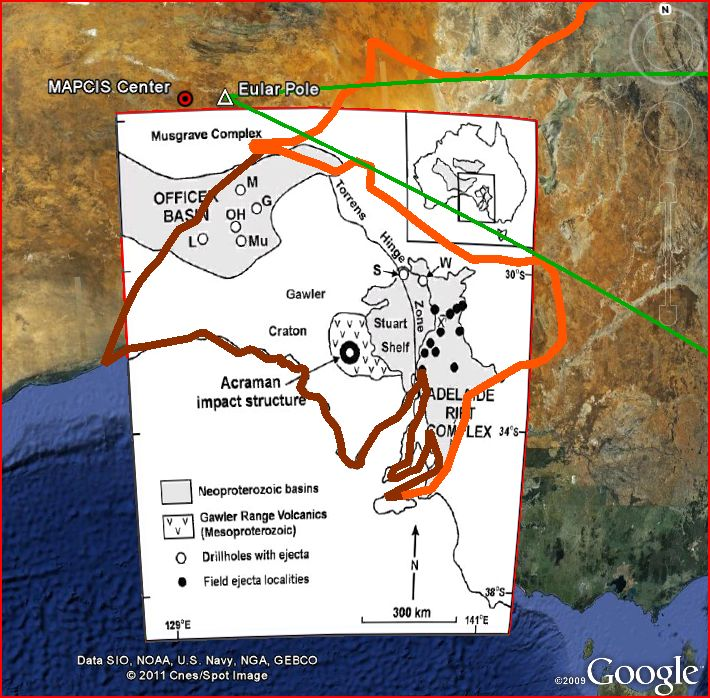 N
MAPCIS Center
Eular Pole
Musgrave Complex
OFFICER
BASIN
M
G
OH
L
Mu
Torrens
Hinge
Zone
S
W
30°S
Gawler
Craton
Stuart
Shelf
X
Acraman
impact structure
ADELAIDE
RIFT
COMPLEX
34°S
Neoproterozoic basins
V V
V
Gawler Range Volcanics
(Mesoproterozoic)
Drillholes with ejecta
Field ejecta localities
N
38°S
300 km
129°E
141°E
Data SIO, NOAA, U.S. Navy, NGA, GEBCO
© 2011 Cnes/Spot Image
©2009 Google